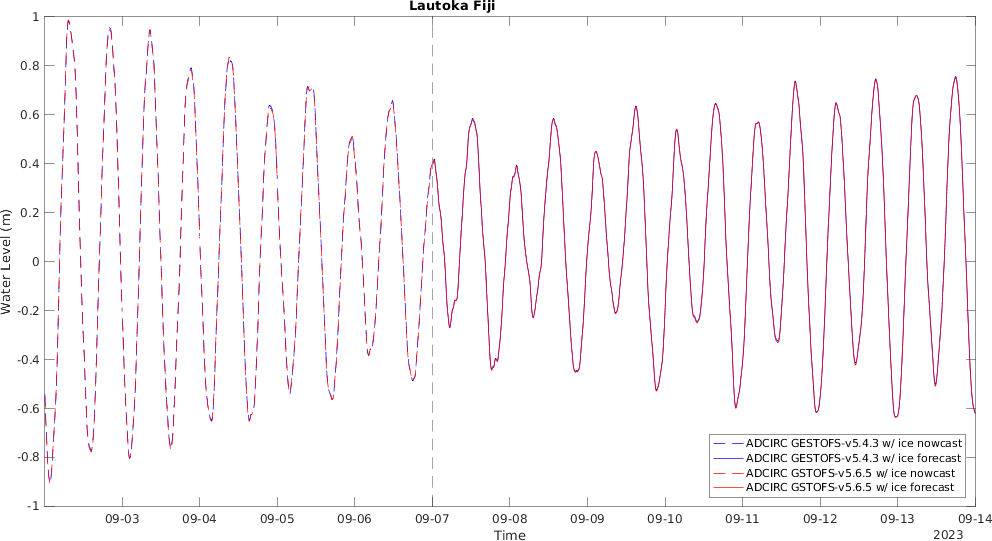 Lautoka Fiji
Water Level (m)
1
0.8
0.6
0.4
0.2
0
-0.2
-0.4
-0.6
-0.8
-1
ADCIRC GESTOFS-v5.4.3 w/ ice nowcast
ADCIRC GESTOFS-v5.4.3 w/ ice forecast
ADCIRC GSTOFS-v5.6.5 w/ ice nowcast
ADCIRC GSTOFS-v5.6.5 w/ ice forecast
09-03 09-04 09-05 09-06 09-07 09-08 09-09 09-10 09-11 09-12 09-13 09-14
Time
2023